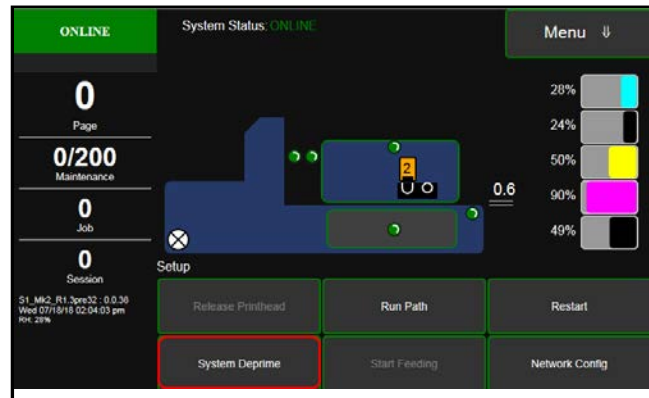 ONLINE
System Status: ONLINE
Menu ⇓
0
Page
0/200
Maintenance
0
Job
0
Session
S1_Mk2_R1.3pre32 : 0.0.36
Wed 07/18/18 02:04:03 pm
RH: 28%
2
0.6
28%
24%
50%
90%
49%
Setup
Release Printhead
Run Path
Restart
System Deprime
Start Feeding
Network Config